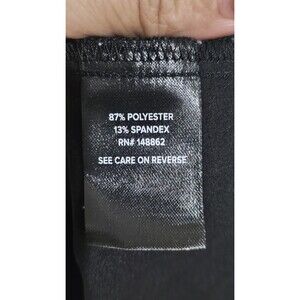 87% POLYESTER
13% SPANDEX
RN# 148862
SEE CARE ON REVERSE